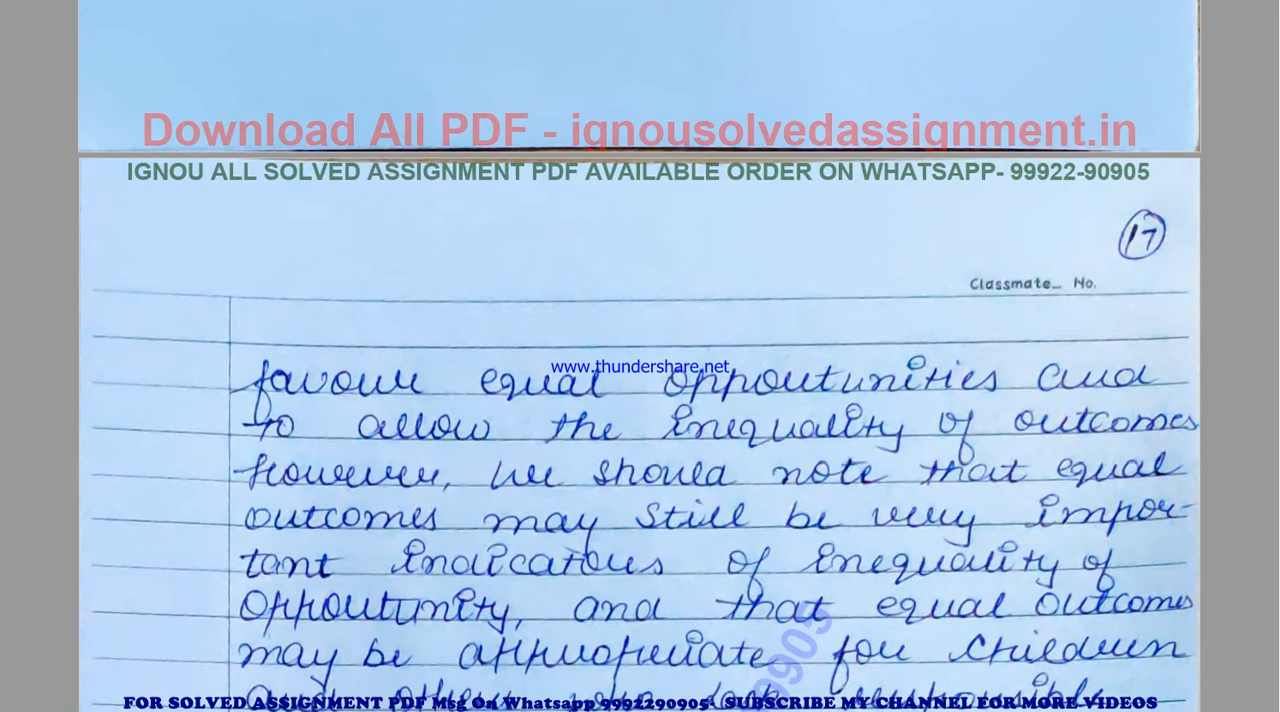 Download All PDF - ignousolvedassignment.in
IGNOU ALL SOLVED ASSIGNMENT PDF AVAILABLE ORDER ON WHATSAPP- 99922-90905
17
Classmate_ No.
www.thundershare.net
favour equal opportunities and
to allow the inequality of outcomes
However, we should note that equal
outcomes may still be very impor-
tant indicators of inequality of
Opportunity, and that equal outcomes
may be appropriate for children
90905
FOR SOLVED ASSIGNMENT PDF Msg On Whatsapp 9992290905- SUBSCRIBE MY CHANNEL FOR MORE VIDEOS